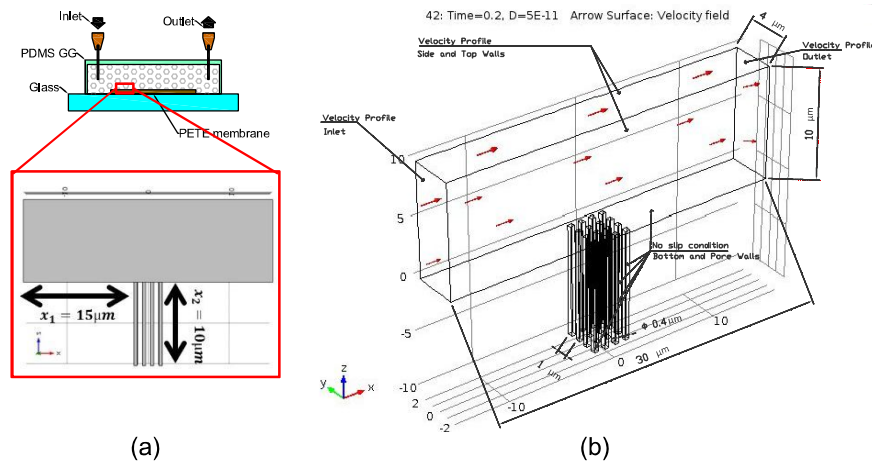 Inlet
Outlet
PDMS GG
Glass
PETE membrane
-10
0
10
x₁ = 15μm
x₂ = 10μm
z
x
(a)
42: Time=0.2, D=5E-11 Arrow Surface: Velocity field
4 μm
Velocity Profile
Side and Top Walls
Velocity Profile
Outlet
Velocity Profile
Inlet
10 μm
10
5
0
-5
-10
2
0
-2
No slip condition
Bottom and Pore Walls
ϕ 0.4μm
1 μm
30 μm
-10
0
10
z
y
x
(b)